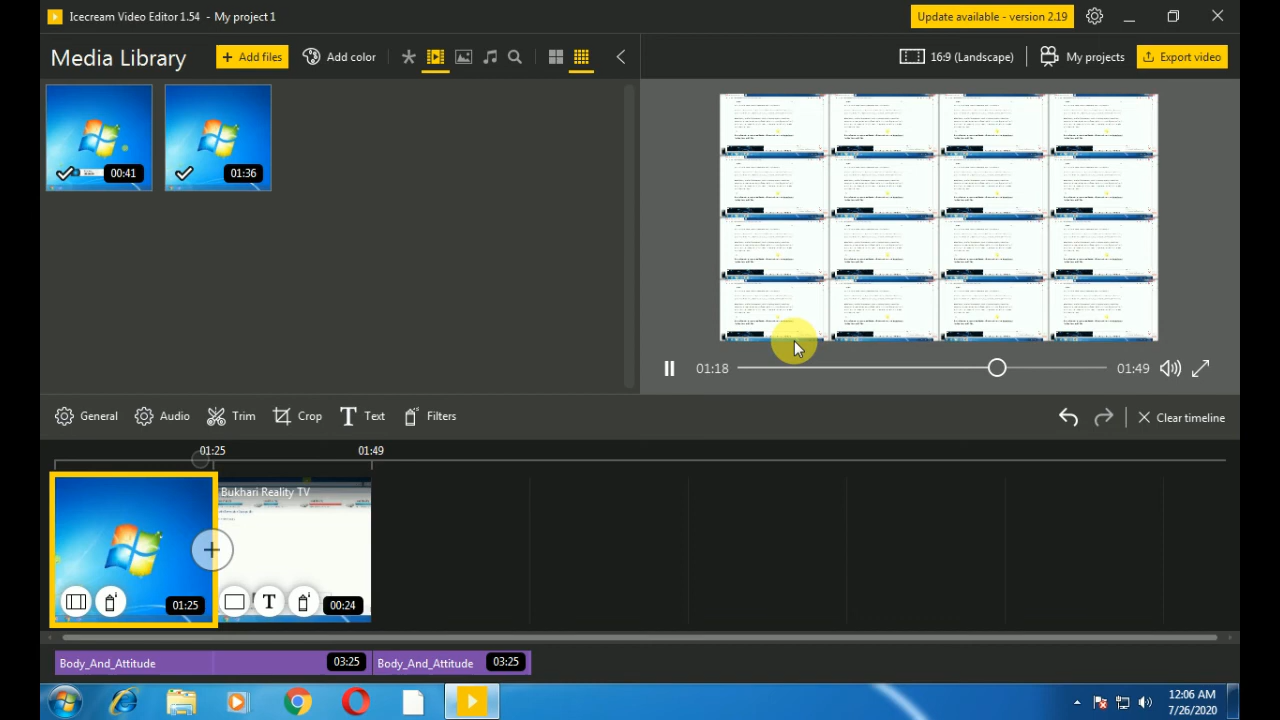 Icecream Video Editor 1.54 - My project 1
Update available - version 2.19
Media Library
+ Add files
Add color
16:9 (Landscape)
My projects
Export video
00:41
01:36
01:18
01:49
General
Audio
Trim
Crop
T Text
Filters
Clear timeline
01:25
01:49
Bukhari Reality TV
01:25
T
00:24
Body_And_Attitude
03:25
Body_And_Attitude
03:25
12:06 AM
7/26/2020